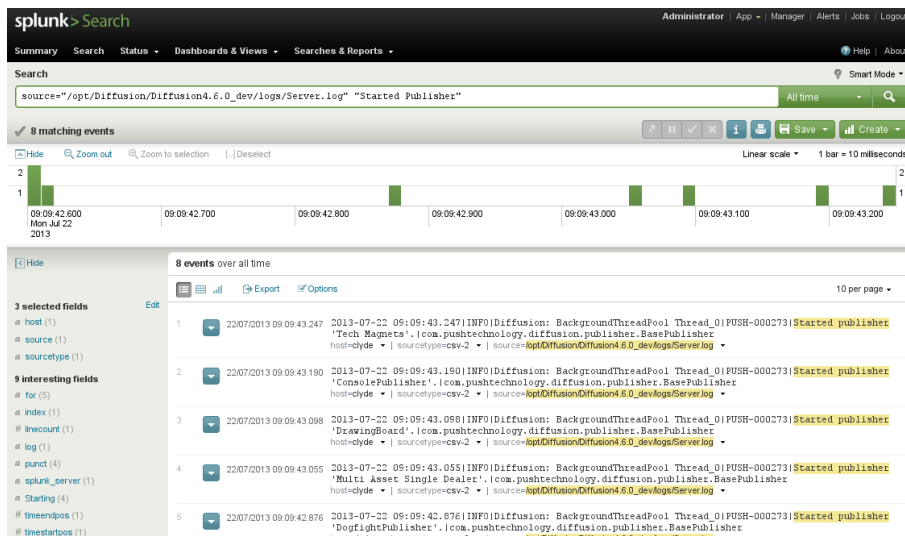 splunk> Search
Administrator | App | Manager | Alerts | Jobs | Logou
Summary Search Status Dashboards & Views Searches & Reports Help | Abou
Search Smart Mode
source="/opt/Diffusion/Diffusion4.6.0_dev/logs/Server.log" "Started Publisher" All time
8 matching events Save Create
Hide Zoom out Zoom to selection [..] Deselect Linear scale 1 bar = 10 milliseconds
2 2
1 1
09:09:42.600 09:09:42.700 09:09:42.800 09:09:42.900 09:09:43.000 09:09:43.100 09:09:43.200
Mon Jul 22
2013
Hide
8 events over all time
Export Options 10 per page
3 selected fields Edit
a host (1)
a source (1)
a sourcetype (1)
9 interesting fields
a for (5)
a index (1)
# linecount (1)
a log (1)
a punct (4)
a splunk_server (1)
a Starting (4)
# timeendpos (1)
# timestartpos (1)
1 22/07/2013 09:09:43.247 2013-07-22 09:09:43.247|INFO|Diffusion: BackgroundThreadPool Thread_0|PUSH-000273|Started publisher
'Tech Magnets'.|com.pushtechnology.diffusion.publisher.BasePublisher
host=clyde | sourcetype=csv-2 | source=/opt/Diffusion/Diffusion4.6.0_dev/logs/Server.log
2 22/07/2013 09:09:43.190 2013-07-22 09:09:43.190|INFO|Diffusion: BackgroundThreadPool Thread_0|PUSH-000273|Started publisher
'ConsolePublisher'.|com.pushtechnology.diffusion.publisher.BasePublisher
host=clyde | sourcetype=csv-2 | source=/opt/Diffusion/Diffusion4.6.0_dev/logs/Server.log
3 22/07/2013 09:09:43.098 2013-07-22 09:09:43.098|INFO|Diffusion: BackgroundThreadPool Thread_0|PUSH-000273|Started publisher
'DrawingBoard'.|com.pushtechnology.diffusion.publisher.BasePublisher
host=clyde | sourcetype=csv-2 | source=/opt/Diffusion/Diffusion4.6.0_dev/logs/Server.log
4 22/07/2013 09:09:43.055 2013-07-22 09:09:43.055|INFO|Diffusion: BackgroundThreadPool Thread_0|PUSH-000273|Started publisher
'Multi Asset Single Dealer'.|com.pushtechnology.diffusion.publisher.BasePublisher
host=clyde | sourcetype=csv-2 | source=/opt/Diffusion/Diffusion4.6.0_dev/logs/Server.log
5 22/07/2013 09:09:42.876 2013-07-22 09:09:42.876|INFO|Diffusion: BackgroundThreadPool Thread_0|PUSH-000273|Started publisher
'DogfightPublisher'.|com.pushtechnology.diffusion.publisher.BasePublisher